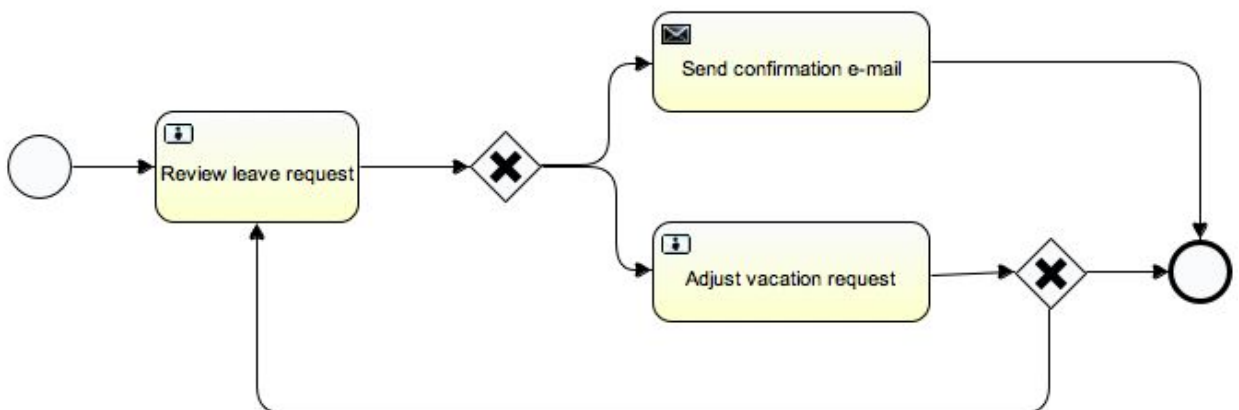 Send confirmation e-mail
Review leave request
Adjust vacation request